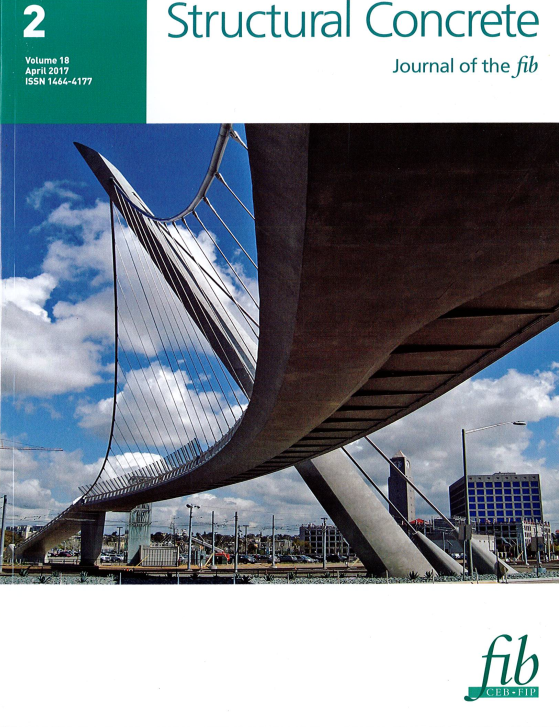 2
Structural Concrete
Volume 18
April 2017
ISSN 1464-4177
Journal of the fib
fib
CEB•FIP